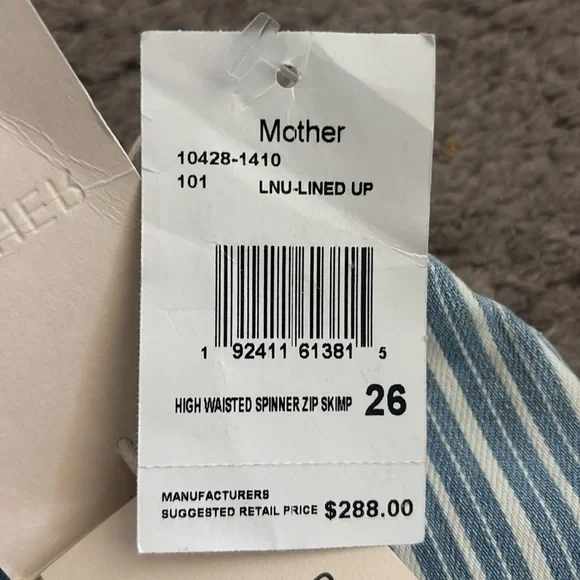 Mother
10428-1410
101 LNU-LINED UP
1 92411 61381 5
HIGH WAISTED SPINNER ZIP SKIMP 26
MANUFACTURERS
SUGGESTED RETAIL PRICE $288.00
HER